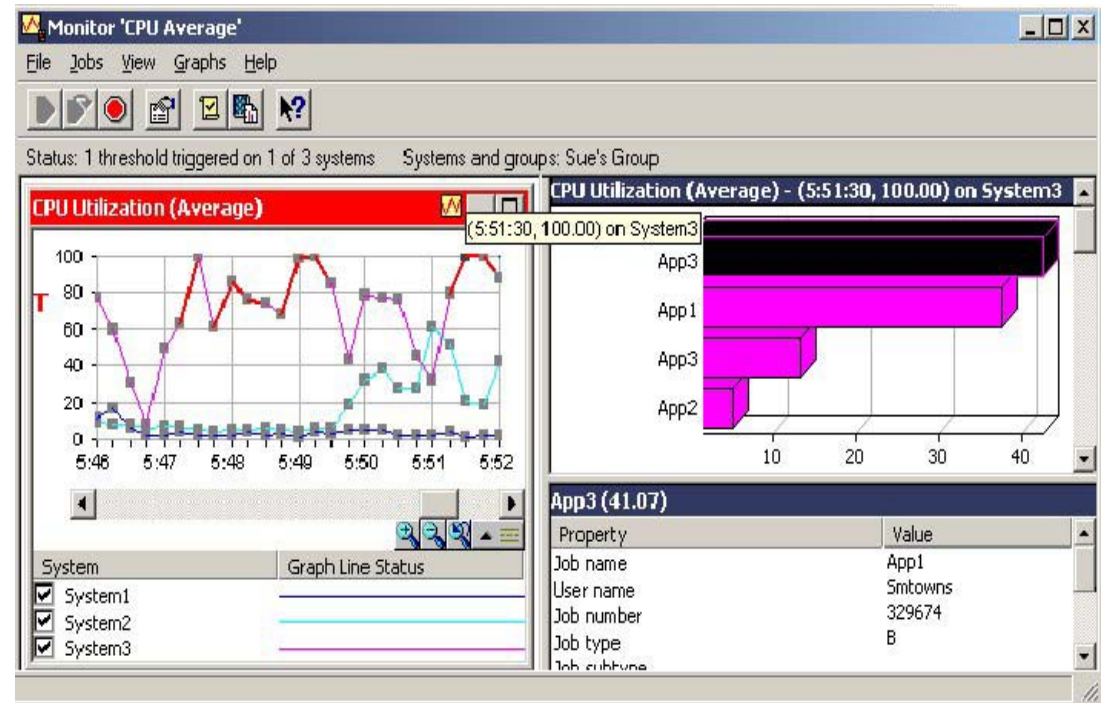 Monitor 'CPU Average'
File Jobs View Graphs Help
Status: 1 threshold triggered on 1 of 3 systems Systems and groups: Sue's Group
CPU Utilization (Average)
(5:51:30, 100.00) on System3
100
80
60
40
20
0
T
5:46 5:47 5:48 5:49 5:50 5:51 5:52
System Graph Line Status
System1
System2
System3
CPU Utilization (Average) - (5:51:30, 100.00) on System3
App3
App1
App3
App2
10 20 30 40
App3 (41.07)
Property Value
Job name App1
User name Smtowns
Job number 329674
Job type B
Job subtype